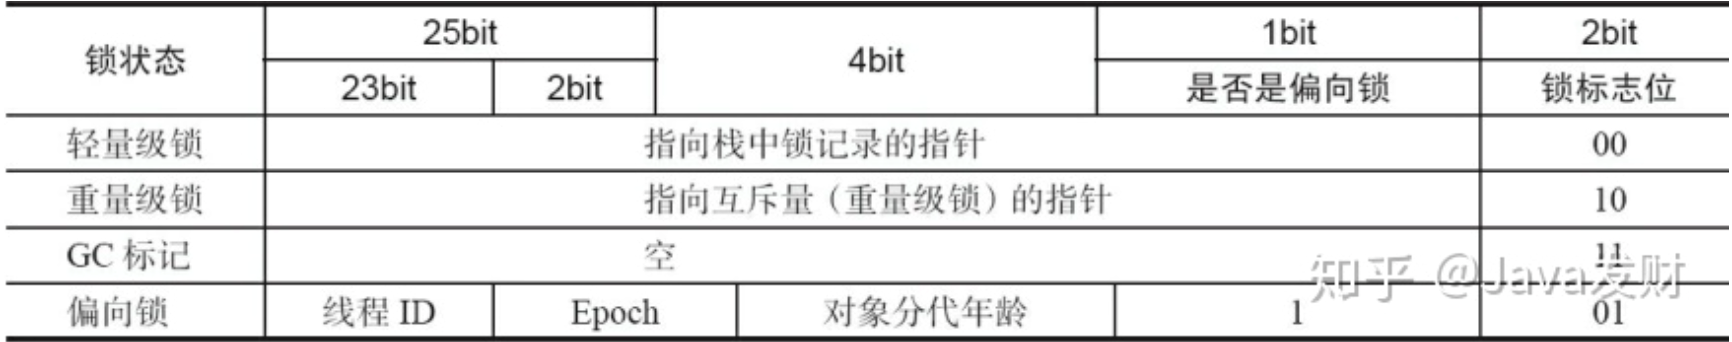 锁状态 25bit 4bit 1bit 2bit
23bit 2bit 是否是偏向锁 锁标志位
轻量级锁 指向栈中锁记录的指针 00
重量级锁 指向互斥量（重量级锁）的指针 10
GC 标记 空 11
知乎 @Java发财
偏向锁 线程 ID Epoch 对象分代年龄 1 01